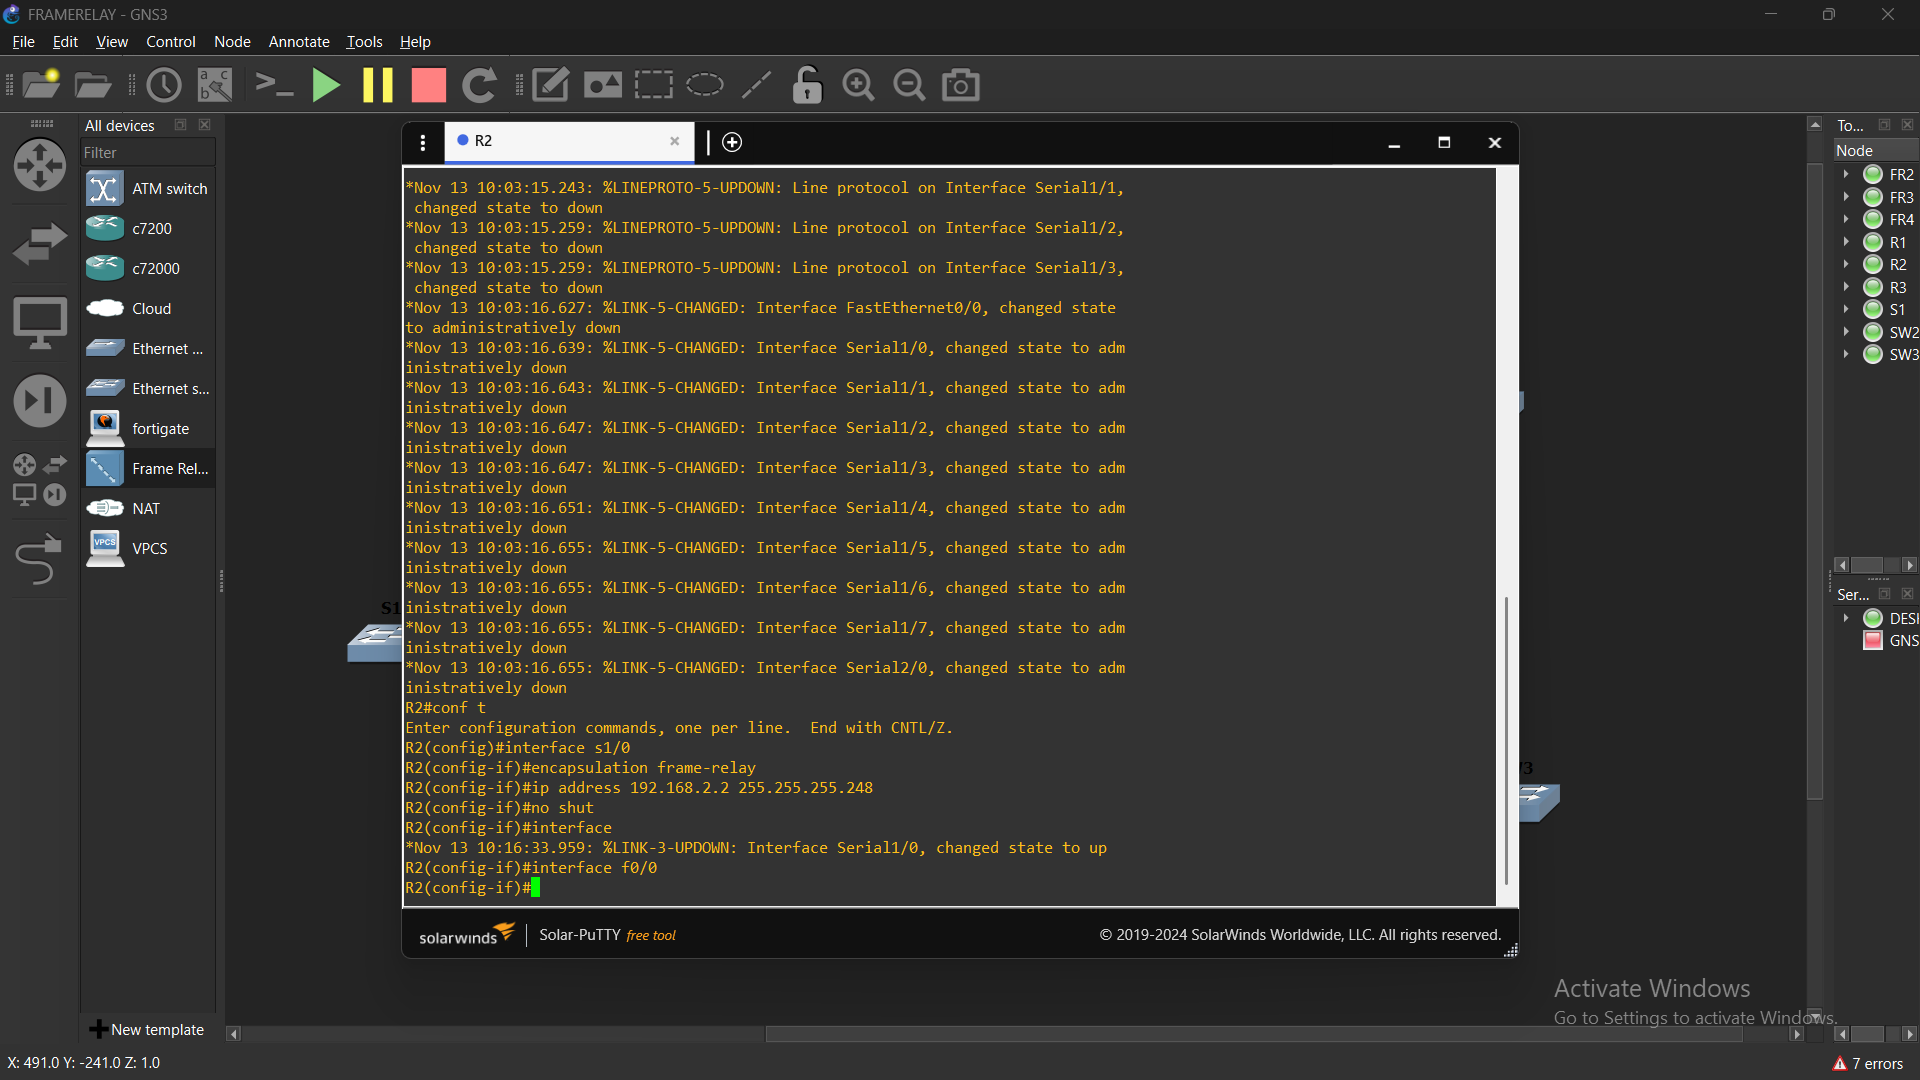 FRAMERELAY - GNS3
File Edit View Control Node Annotate Tools Help
All devices
Filter
ATM switch
c7200
c72000
Cloud
Ethernet ...
Ethernet s...
fortigate
Frame Rel...
NAT
VPCS
VPCS
New template
S1
R2
*Nov 13 10:03:15.243: %LINEPROTO-5-UPDOWN: Line protocol on Interface Serial1/1,
changed state to down
*Nov 13 10:03:15.259: %LINEPROTO-5-UPDOWN: Line protocol on Interface Serial1/2,
changed state to down
*Nov 13 10:03:15.259: %LINEPROTO-5-UPDOWN: Line protocol on Interface Serial1/3,
changed state to down
*Nov 13 10:03:16.627: %LINK-5-CHANGED: Interface FastEthernet0/0, changed state
to administratively down
*Nov 13 10:03:16.639: %LINK-5-CHANGED: Interface Serial1/0, changed state to adm
inistratively down
*Nov 13 10:03:16.643: %LINK-5-CHANGED: Interface Serial1/1, changed state to adm
inistratively down
*Nov 13 10:03:16.647: %LINK-5-CHANGED: Interface Serial1/2, changed state to adm
inistratively down
*Nov 13 10:03:16.647: %LINK-5-CHANGED: Interface Serial1/3, changed state to adm
inistratively down
*Nov 13 10:03:16.651: %LINK-5-CHANGED: Interface Serial1/4, changed state to adm
inistratively down
*Nov 13 10:03:16.655: %LINK-5-CHANGED: Interface Serial1/5, changed state to adm
inistratively down
*Nov 13 10:03:16.655: %LINK-5-CHANGED: Interface Serial1/6, changed state to adm
inistratively down
*Nov 13 10:03:16.655: %LINK-5-CHANGED: Interface Serial1/7, changed state to adm
inistratively down
*Nov 13 10:03:16.655: %LINK-5-CHANGED: Interface Serial2/0, changed state to adm
inistratively down
R2#conf t
Enter configuration commands, one per line.  End with CNTL/Z.
R2(config)#interface s1/0
R2(config-if)#encapsulation frame-relay
R2(config-if)#ip address 192.168.2.2 255.255.255.248
R2(config-if)#no shut
R2(config-if)#interface
*Nov 13 10:16:33.959: %LINK-3-UPDOWN: Interface Serial1/0, changed state to up
R2(config-if)#interface f0/0
R2(config-if)#
solarwinds Solar-PuTTY free tool
© 2019-2024 SolarWinds Worldwide, LLC. All rights reserved.
To...
Node
FR2
FR3
FR4
R1
R2
R3
S1
SW2
SW3
Ser...
DESI
GNS
Activate Windows
Go to Settings to activate Windows.
X: 491.0 Y: -241.0 Z: 1.0
7 errors